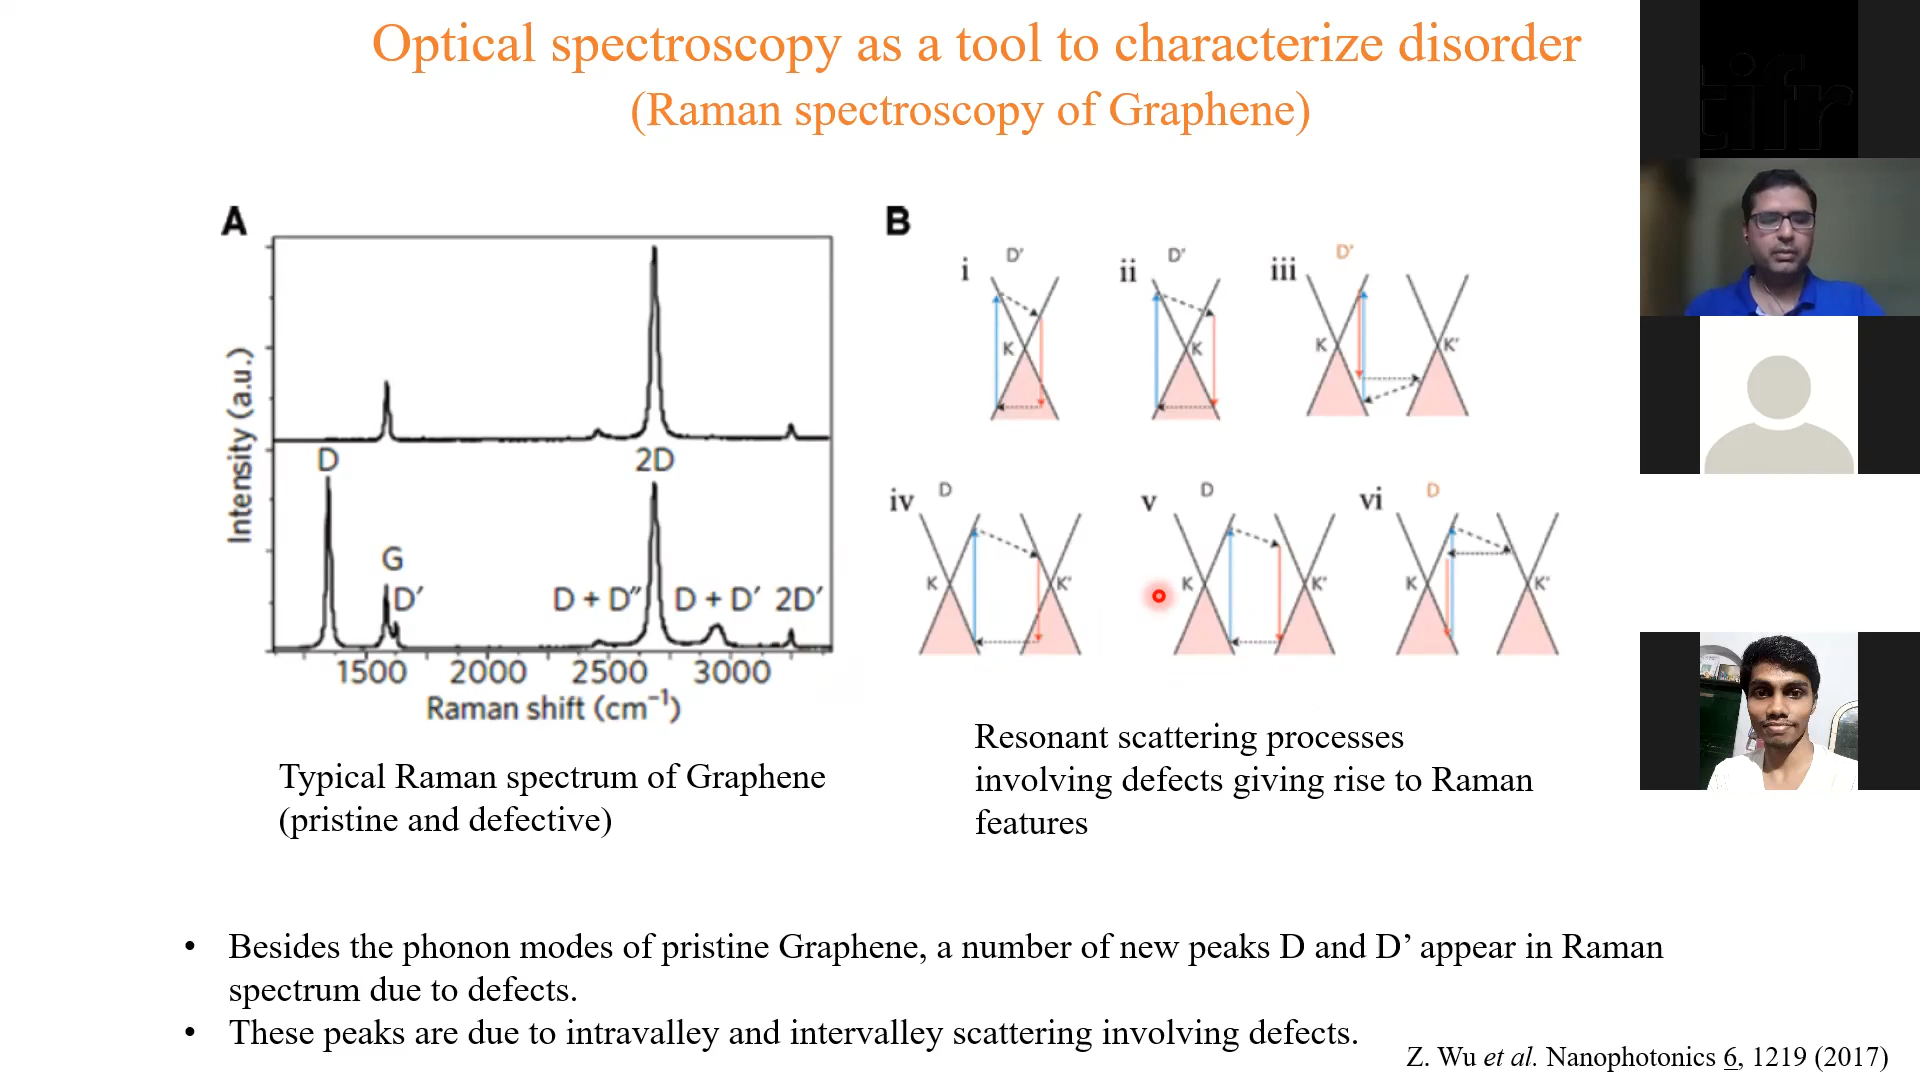 Optical spectroscopy as a tool to characterize disorder
(Raman spectroscopy of Graphene)
tifr
A
Intensity (a.u.)
D
2D
G
D′
D + D″
D + D′
2D′
1500 2000 2500 3000
Raman shift (cm⁻¹)
B
i D′ K
ii D′ K
iii D′ K K′
iv D K K′
v D K K′
vi D K K′
Typical Raman spectrum of Graphene
(pristine and defective)
Resonant scattering processes
involving defects giving rise to Raman
features
• Besides the phonon modes of pristine Graphene, a number of new peaks D and D’ appear in Raman
spectrum due to defects.
• These peaks are due to intravalley and intervalley scattering involving defects.
Z. Wu et al. Nanophotonics 6, 1219 (2017)